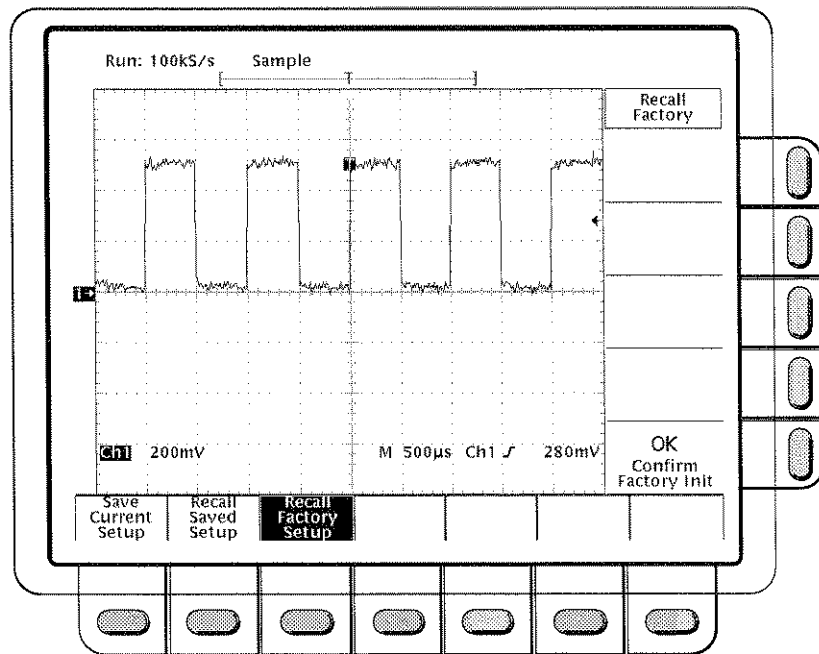 Run: 100kS/s Sample
T
Recall
Factory
T
1
Ch1 200mV M 500µs Ch1 280mV
OK
Confirm
Factory Init
Save
Current
Setup
Recall
Saved
Setup
Recall
Factory
Setup